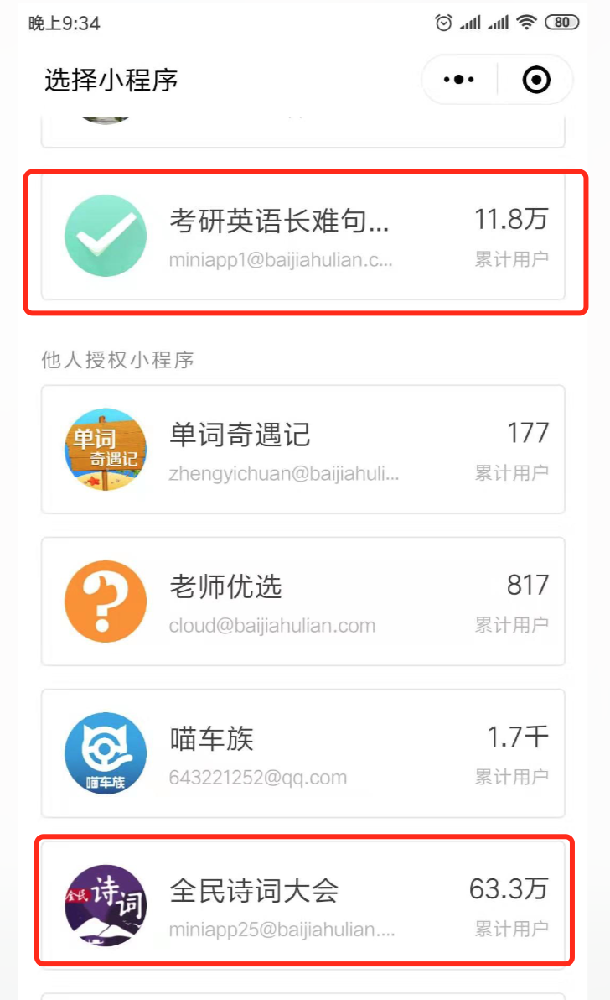 晚上9:34
80
选择小程序
考研英语长难句...
11.8万
miniapp1@baijiahulian.c...
累计用户
他人授权小程序
单词
奇遇记
单词奇遇记
177
zhengyichuan@baijiahuli...
累计用户
老师优选
817
cloud@baijiahulian.com
累计用户
喵车族
喵车族
1.7千
643221252@qq.com
累计用户
全民诗词
全民诗词大会
63.3万
miniapp25@baijiahulian....
累计用户